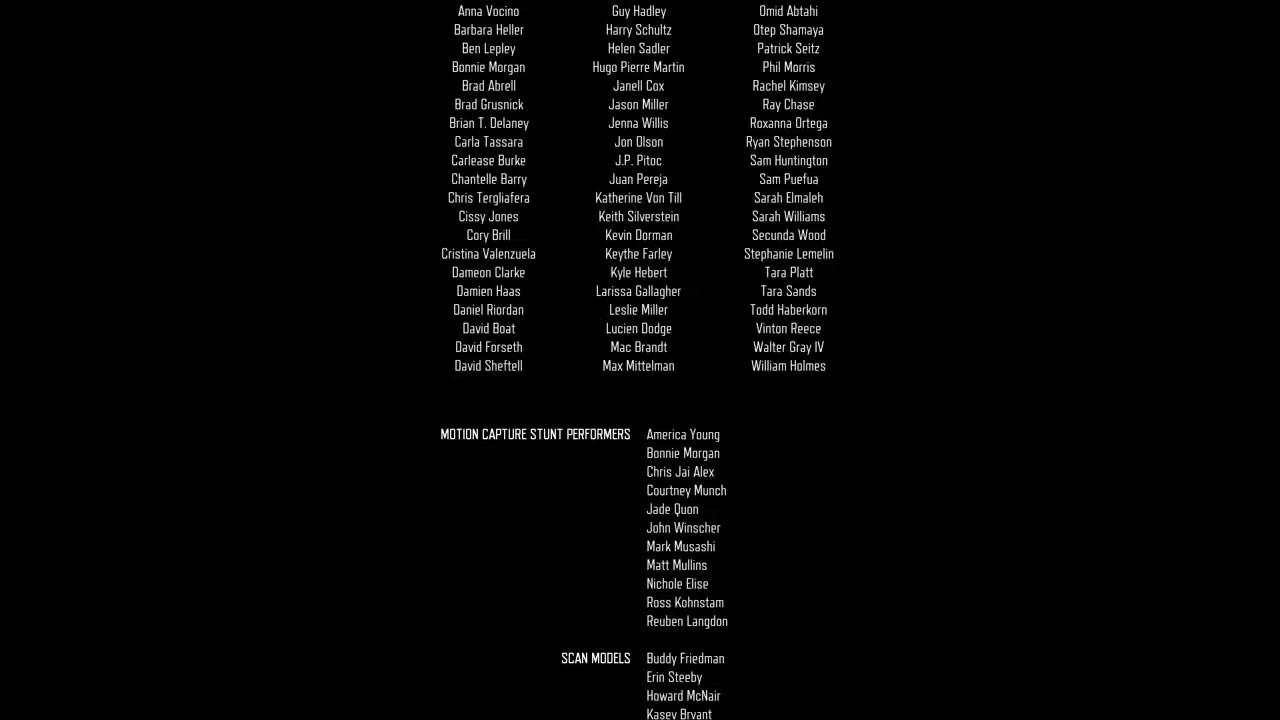 Anna Vocino Guy Hadley Omid Abtahi
Barbara Heller Harry Schultz Otep Shamaya
Ben Lepley Helen Sadler Patrick Seitz
Bonnie Morgan Hugo Pierre Martin Phil Morris
Brad Abrell Janell Cox Rachel Kimsey
Brad Grusnick Jason Miller Ray Chase
Brian T. Delaney Jenna Willis Roxanna Ortega
Carla Tassara Jon Olson Ryan Stephenson
Carlease Burke J.P. Pitoc Sam Huntington
Chantelle Barry Juan Pereja Sam Puefua
Chris Tergliafera Katherine Von Till Sarah Elmaleh
Cissy Jones Keith Silverstein Sarah Williams
Cory Brill Kevin Dorman Secunda Wood
Cristina Valenzuela Keythe Farley Stephanie Lemelin
Dameon Clarke Kyle Hebert Tara Platt
Damien Haas Larissa Gallagher Tara Sands
Daniel Riordan Leslie Miller Todd Haberkorn
David Boat Lucien Dodge Vinton Reece
David Forseth Mac Brandt Walter Gray IV
David Sheftell Max Mittelman William Holmes
MOTION CAPTURE STUNT PERFORMERS America Young
Bonnie Morgan
Chris Jai Alex
Courtney Munch
Jade Quon
John Winscher
Mark Musashi
Matt Mullins
Nichole Elise
Ross Kohnstam
Reuben Langdon
SCAN MODELS Buddy Friedman
Erin Steeby
Howard McNair
Kasey Bryant